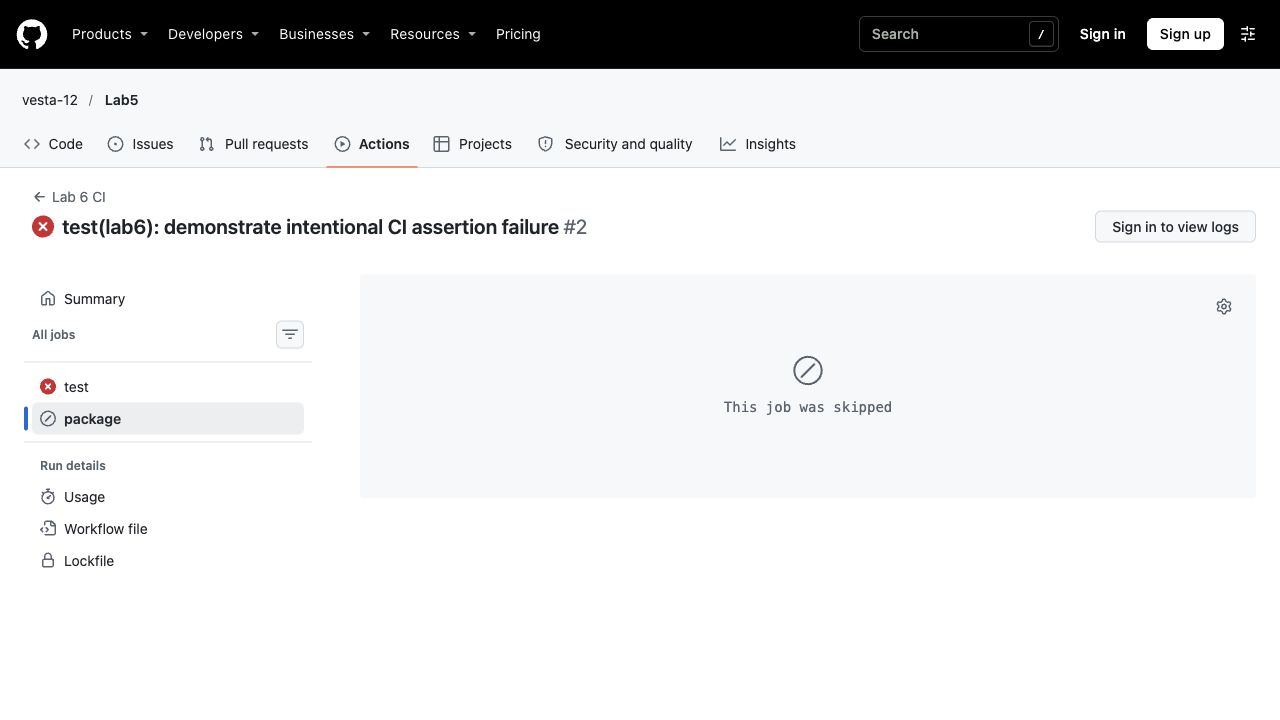 Products Developers Businesses Resources Pricing Search / Sign in Sign up
vesta-12 / Lab5
Code Issues Pull requests Actions Projects Security and quality Insights
Lab 6 CI
test(lab6): demonstrate intentional CI assertion failure #2
Sign in to view logs
Summary
All jobs
test
package
Run details
Usage
Workflow file
Lockfile
This job was skipped